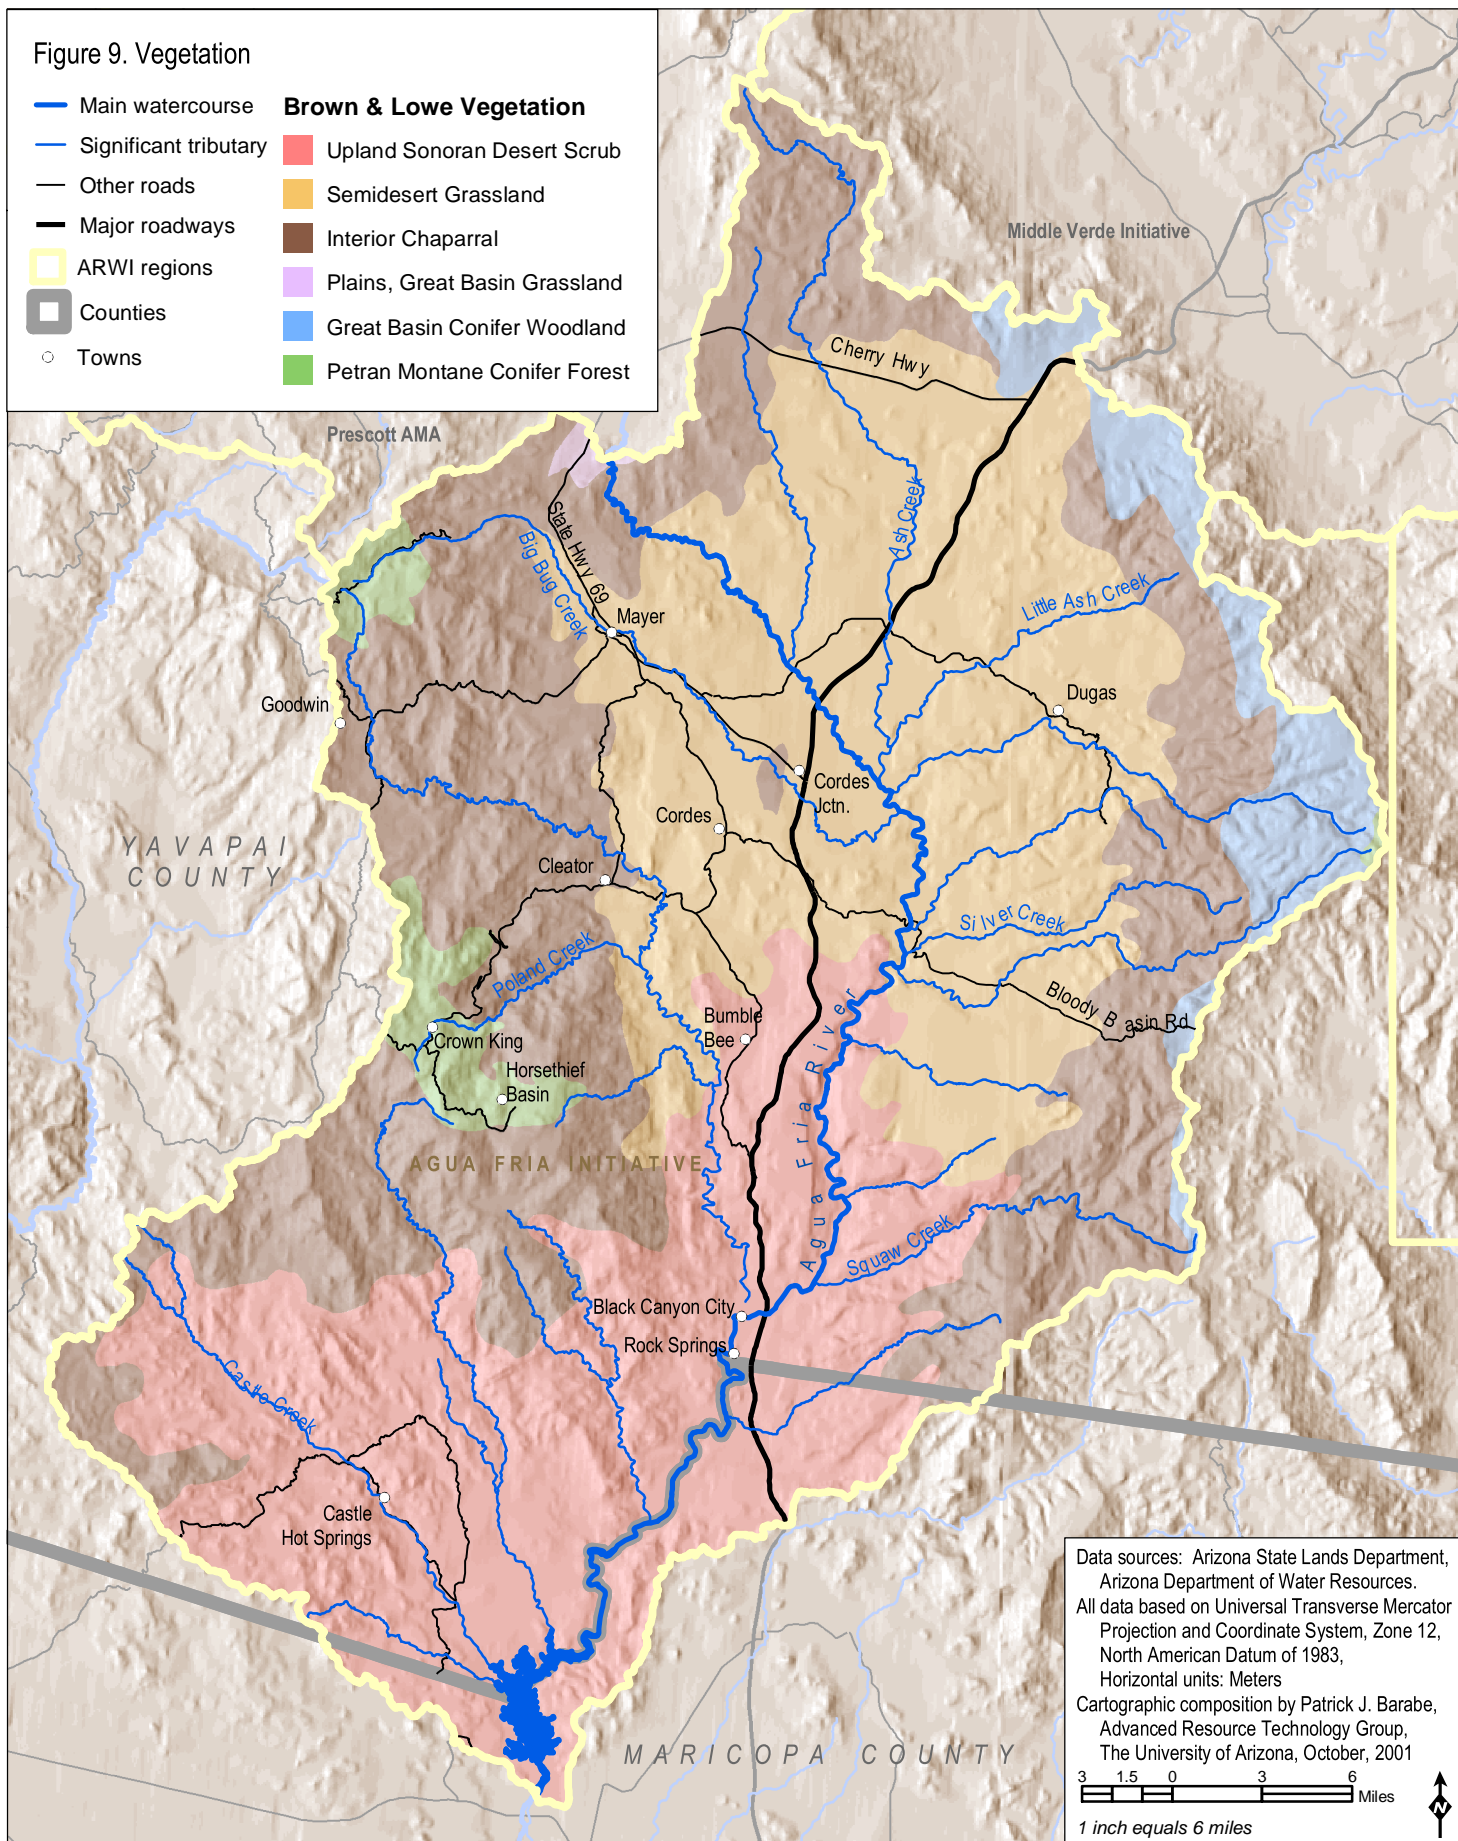 Figure 9. Vegetation
Main watercourse
Significant tributary
Other roads
Major roadways
ARWI regions
Counties
Towns
Brown & Lowe Vegetation
Upland Sonoran Desert Scrub
Semidesert Grassland
Interior Chaparral
Plains, Great Basin Grassland
Great Basin Conifer Woodland
Petran Montane Conifer Forest
Middle Verde Initiative
Cherry Hwy
Prescott AMA
State Hwy 69
Big Bug Creek
Ash Creek
Little Ash Creek
Mayer
Goodwin
Dugas
Cordes
Jctn.
Cordes
YAVAPAI
COUNTY
Cleator
Silver Creek
Poland Creek
Bloody Basin Rd
Bumble
Bee
Crown King
Horsethief
Basin
Agua Fria River
AGUA FRIA INITIATIVE
Squaw Creek
Black Canyon City
Rock Springs
Castle Creek
Castle
Hot Springs
MARICOPA COUNTY
Data sources: Arizona State Lands Department,
Arizona Department of Water Resources.
All data based on Universal Transverse Mercator
Projection and Coordinate System, Zone 12,
North American Datum of 1983,
Horizontal units: Meters
Cartographic composition by Patrick J. Barabe,
Advanced Resource Technology Group,
The University of Arizona, October, 2001
3 1.5 0 3 6
Miles
N
1 inch equals 6 miles